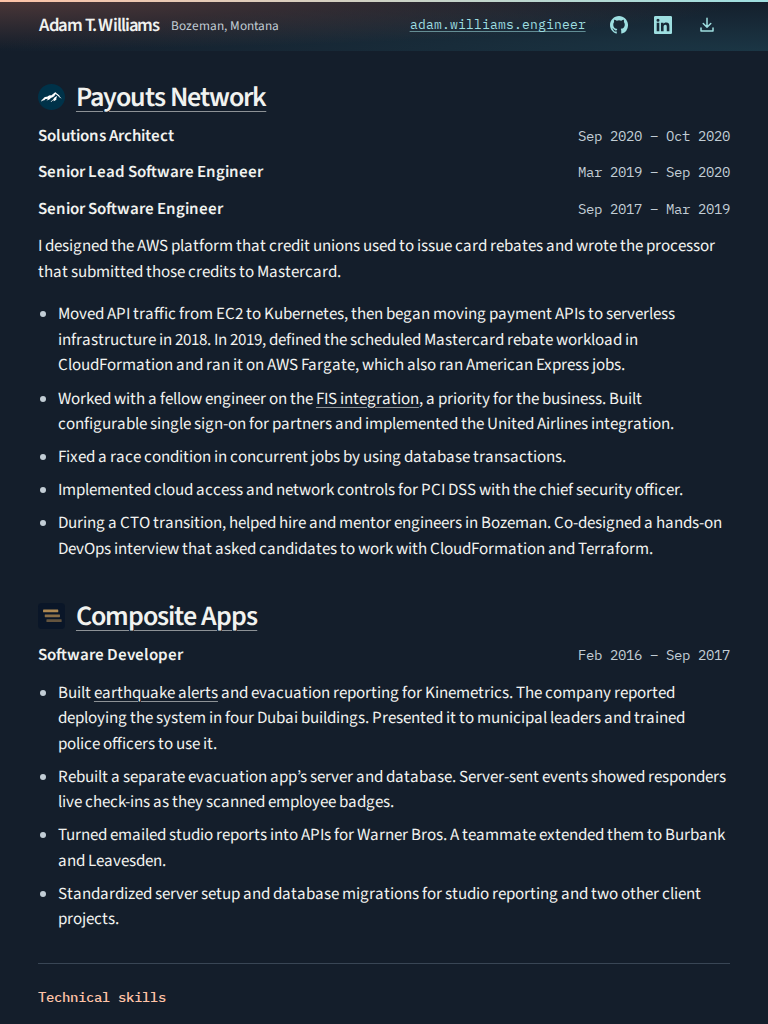 Adam T. Williams Bozeman, Montana adam.williams.engineer
Payouts Network
Solutions Architect Sep 2020 – Oct 2020
Senior Lead Software Engineer Mar 2019 – Sep 2020
Senior Software Engineer Sep 2017 – Mar 2019
I designed the AWS platform that credit unions used to issue card rebates and wrote the processor
that submitted those credits to Mastercard.
• Moved API traffic from EC2 to Kubernetes, then began moving payment APIs to serverless
infrastructure in 2018. In 2019, defined the scheduled Mastercard rebate workload in
CloudFormation and ran it on AWS Fargate, which also ran American Express jobs.
• Worked with a fellow engineer on the FIS integration, a priority for the business. Built
configurable single sign-on for partners and implemented the United Airlines integration.
• Fixed a race condition in concurrent jobs by using database transactions.
• Implemented cloud access and network controls for PCI DSS with the chief security officer.
• During a CTO transition, helped hire and mentor engineers in Bozeman. Co-designed a hands-on
DevOps interview that asked candidates to work with CloudFormation and Terraform.
Composite Apps
Software Developer Feb 2016 – Sep 2017
• Built earthquake alerts and evacuation reporting for Kinemetrics. The company reported
deploying the system in four Dubai buildings. Presented it to municipal leaders and trained
police officers to use it.
• Rebuilt a separate evacuation app’s server and database. Server-sent events showed responders
live check-ins as they scanned employee badges.
• Turned emailed studio reports into APIs for Warner Bros. A teammate extended them to Burbank
and Leavesden.
• Standardized server setup and database migrations for studio reporting and two other client
projects.
Technical skills